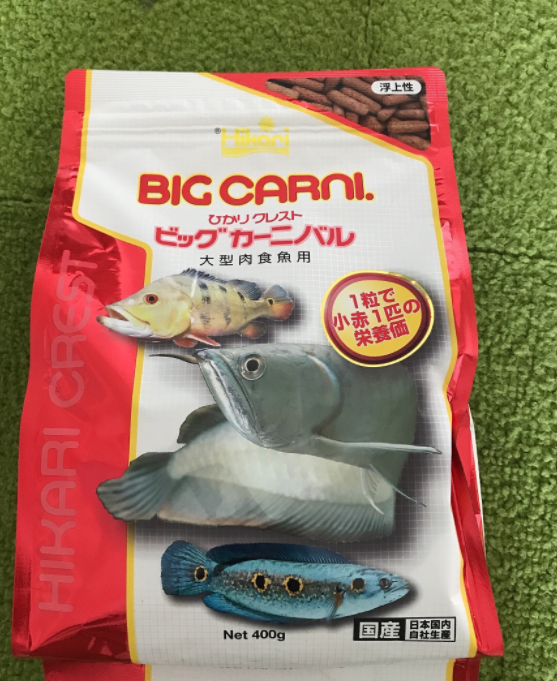 浮上性
®Hikari
BIG CARNI.
ひかり クレスト
ビッグカーニバル
大型肉食魚用
1粒で
小赤1匹の
栄養価
HIKARI CREST
Net 400g
国産
日本国内
自社生産